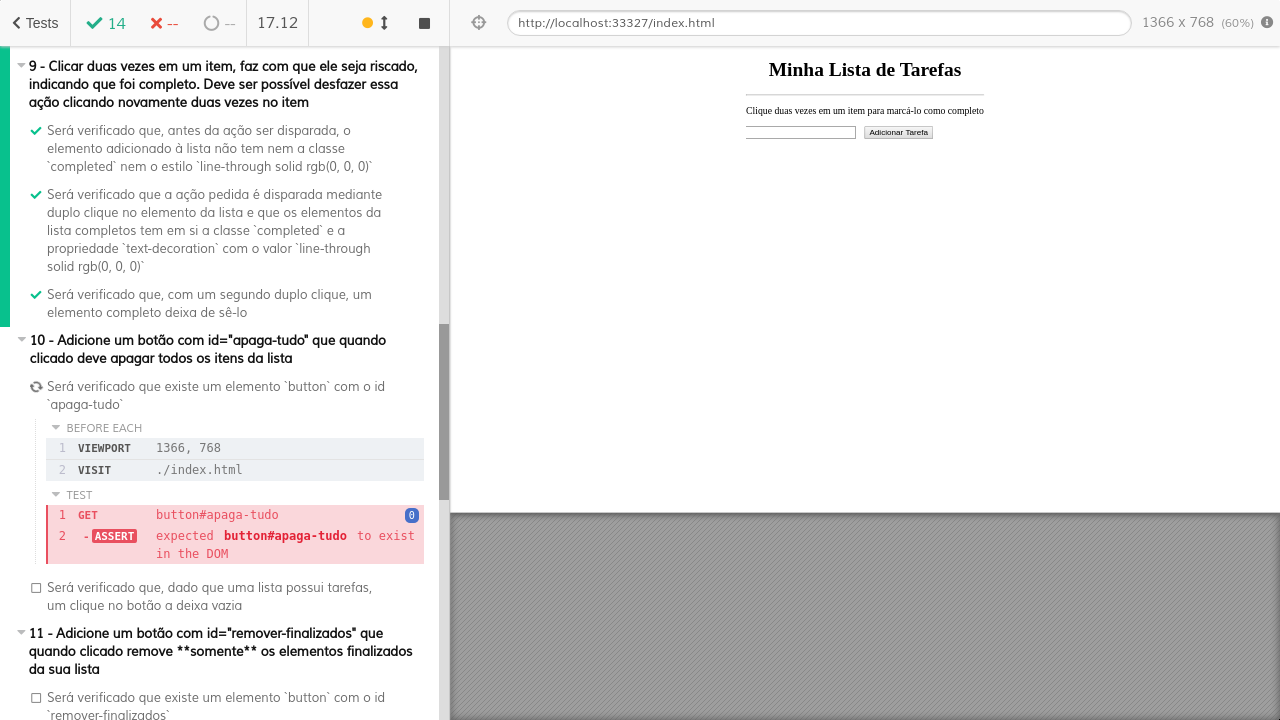 Tests 14 -- -- 17.12
http://localhost:33327/index.html 1366 x 768 (60%)
9 - Clicar duas vezes em um item, faz com que ele seja riscado,
indicando que foi completo. Deve ser possível desfazer essa
ação clicando novamente duas vezes no item
Será verificado que, antes da ação ser disparada, o
elemento adicionado à lista não tem nem a classe
`completed` nem o estilo `line-through solid rgb(0, 0, 0)`
Será verificado que a ação pedida é disparada mediante
duplo clique no elemento da lista e que os elementos da
lista completos tem em si a classe `completed` e a
propriedade `text-decoration` com o valor `line-through
solid rgb(0, 0, 0)`
Será verificado que, com um segundo duplo clique, um
elemento completo deixa de sê-lo
10 - Adicione um botão com id="apaga-tudo" que quando
clicado deve apagar todos os itens da lista
Será verificado que existe um elemento `button` com o id
`apaga-tudo`
BEFORE EACH
1 VIEWPORT 1366, 768
2 VISIT ./index.html
TEST
1 GET button#apaga-tudo 0
2 -ASSERT expected button#apaga-tudo to exist
in the DOM
Será verificado que, dado que uma lista possui tarefas,
um clique no botão a deixa vazia
11 - Adicione um botão com id="remover-finalizados" que
quando clicado remove **somente** os elementos finalizados
da sua lista
Será verificado que existe um elemento `button` com o id
`remover-finalizados`
Minha Lista de Tarefas
Clique duas vezes em um item para marcá-lo como completo
Adicionar Tarefa